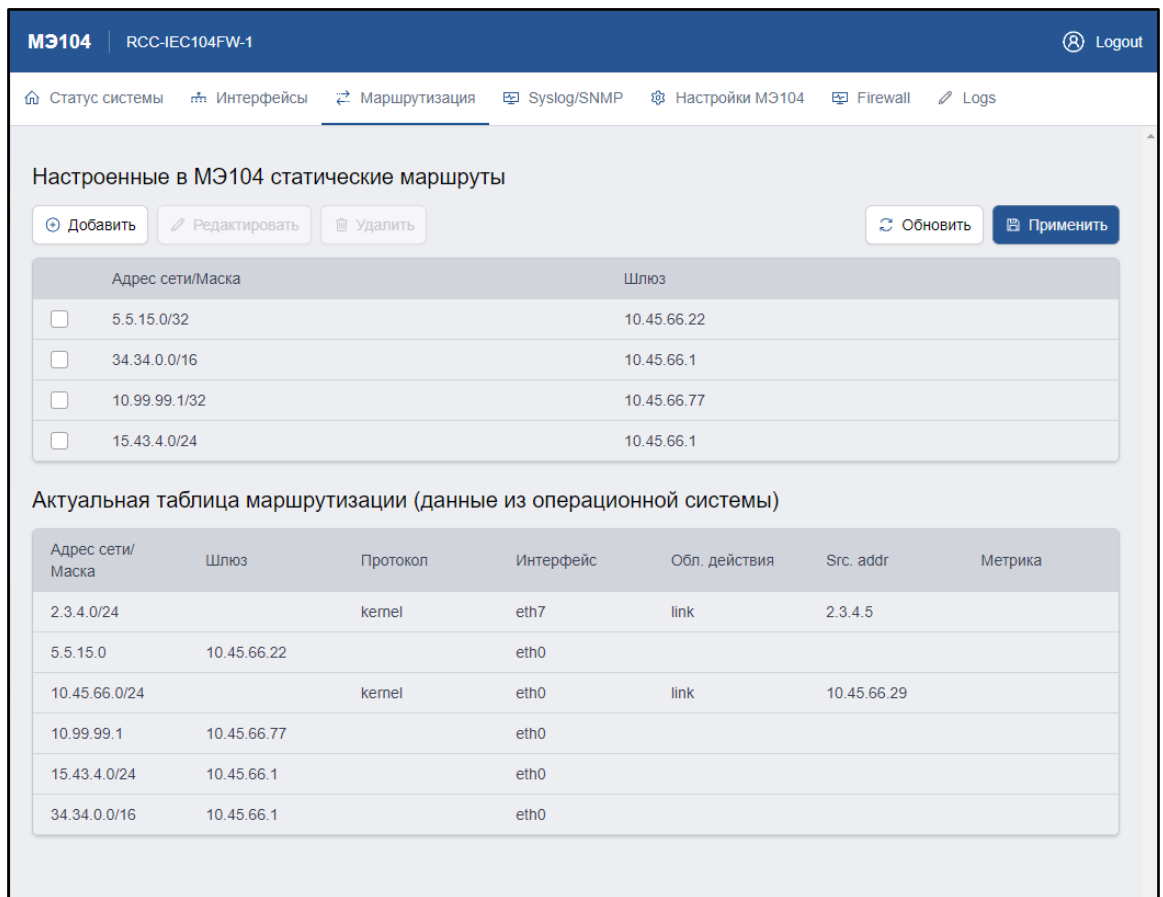 МЭ104 RCC-IEC104FW-1 Logout
Статус системы Интерфейсы Маршрутизация Syslog/SNMP Настройки МЭ104 Firewall Logs
Настроенные в МЭ104 статические маршруты
Добавить Редактировать Удалить Обновить Применить
Адрес сети/Маска Шлюз
5.5.15.0/32 10.45.66.22
34.34.0.0/16 10.45.66.1
10.99.99.1/32 10.45.66.77
15.43.4.0/24 10.45.66.1
Актуальная таблица маршрутизации (данные из операционной системы)
Адрес сети/
Маска Шлюз Протокол Интерфейс Обл. действия Src. addr Метрика
2.3.4.0/24 kernel eth7 link 2.3.4.5
5.5.15.0 10.45.66.22 eth0
10.45.66.0/24 kernel eth0 link 10.45.66.29
10.99.99.1 10.45.66.77 eth0
15.43.4.0/24 10.45.66.1 eth0
34.34.0.0/16 10.45.66.1 eth0